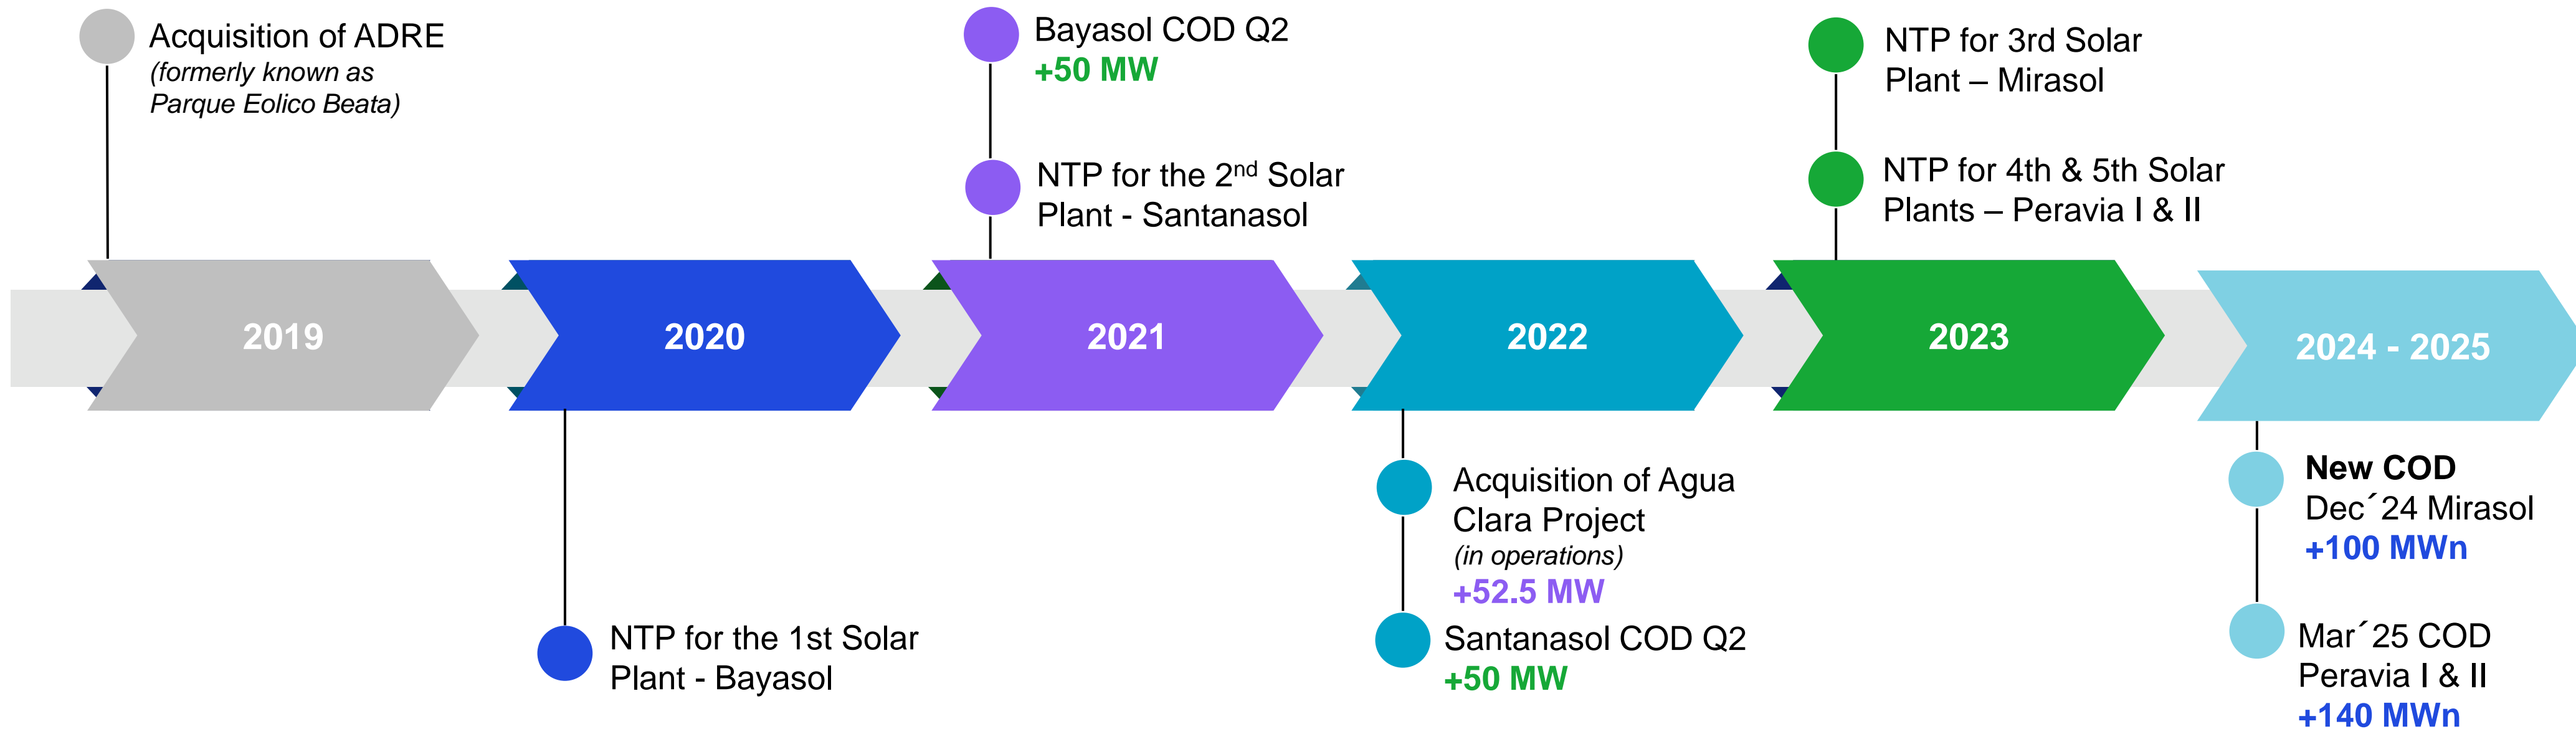 Acquisition of ADRE
(formerly known as
Parque Eolico Beata)
Bayasol COD Q2
+50 MW
NTP for the 2nd Solar
Plant - Santanasol
NTP for 3rd Solar
Plant – Mirasol
NTP for 4th & 5th Solar
Plants – Peravia I & II
2019
2020
2021
2022
2023
2024 - 2025
NTP for the 1st Solar
Plant - Bayasol
Acquisition of Agua
Clara Project
(in operations)
+52.5 MW
Santanasol COD Q2
+50 MW
New COD
Dec´24 Mirasol
+100 MWn
Mar´25 COD
Peravia I & II
+140 MWn